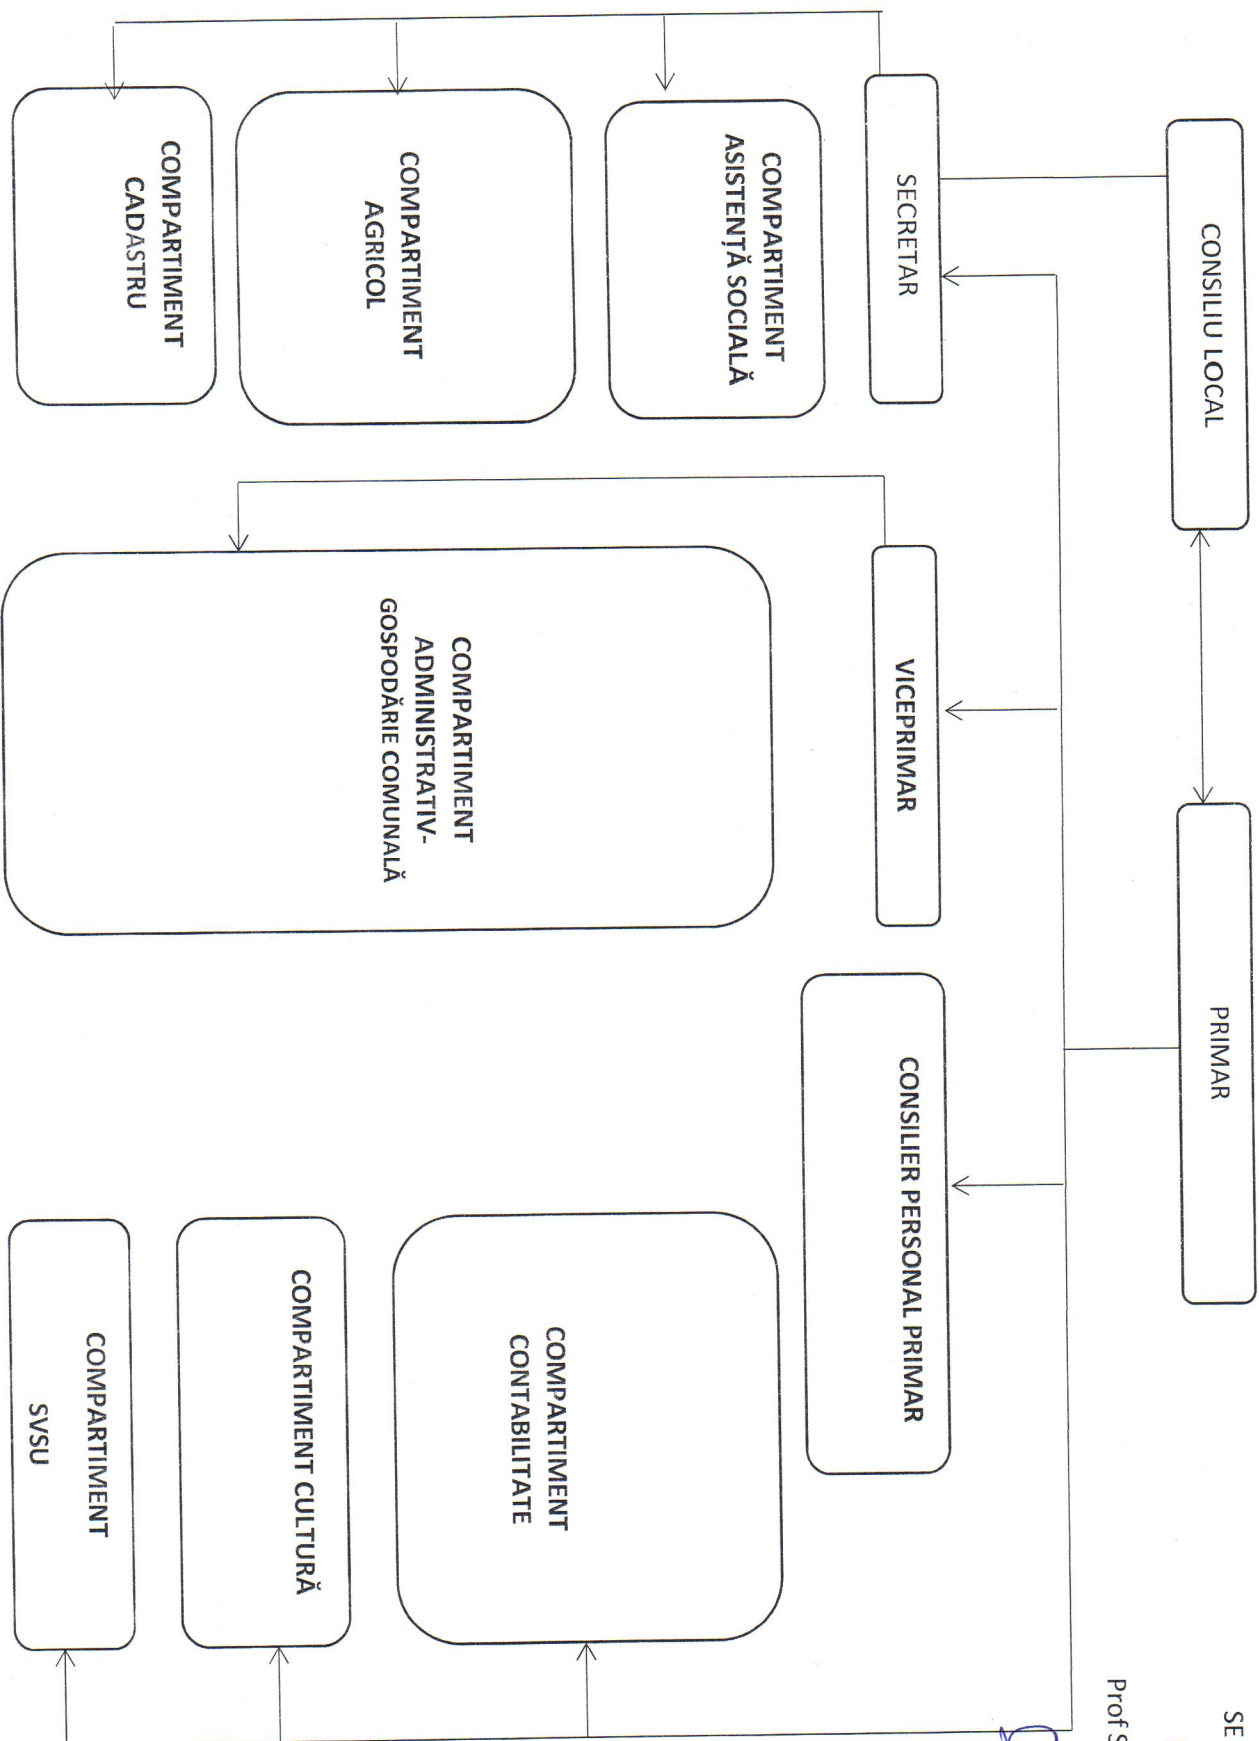 SE
Prof S
CONSILIU LOCAL
PRIMAR
SECRETAR
VICEPRIMAR
CONSILIER PERSONAL PRIMAR
COMPARTIMENT
ASISTENȚĂ SOCIALĂ
COMPARTIMENT
AGRICOL
COMPARTIMENT
CADASTRU
COMPARTIMENT
ADMINISTRATIV-
GOSPODĂRIE COMUNALĂ
COMPARTIMENT
CONTABILITATE
COMPARTIMENT CULTURĂ
COMPARTIMENT
SVSU